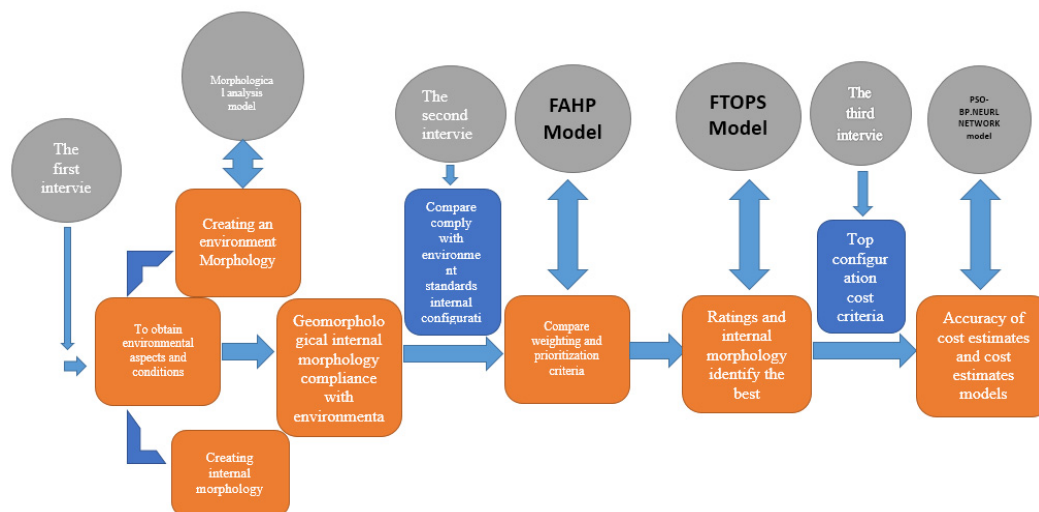 The
first
intervie
Morphologica
l analysis
model
Creating an
environment
Morphology
To obtain
environmental
aspects and
conditions
Creating
internal
morphology
Geomorpholo
gical internal
morphology
compliance
with
environmenta
The
second
intervie
Compare
comply
with
environme
nt
standards
internal
configurati
FAHP
Model
Compare
weighting and
prioritization
criteria
FTOPS
Model
Ratings and
internal
morphology
identify the
best
The
third
intervie
Top
configur
ation
cost
criteria
PSO-
BP.NEURL
NETWORK
model
Accuracy of
cost estimates
and cost
estimates
models